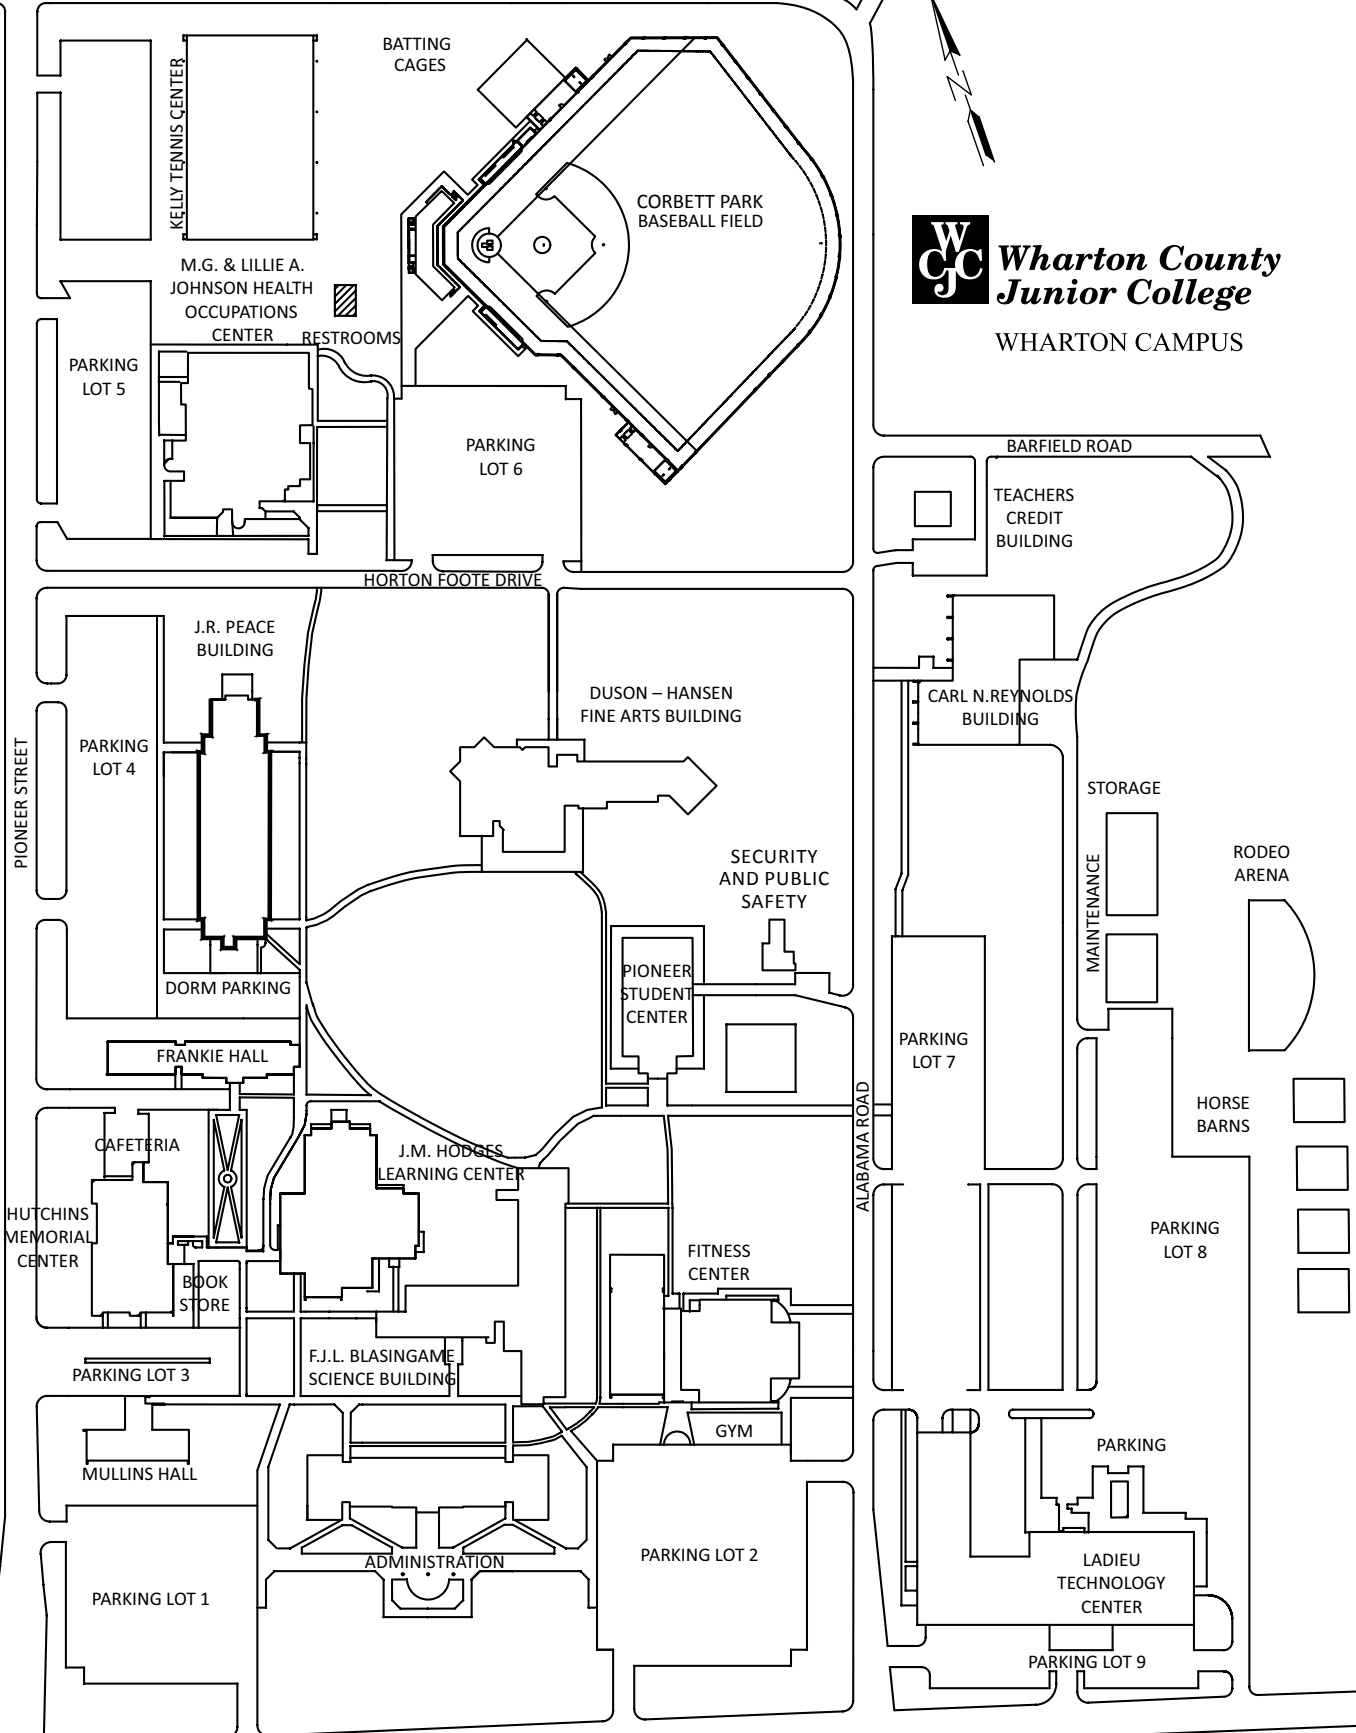 BATTING
CAGES
KELLY TENNIS CENTER
N
CORBETT PARK
BASEBALL FIELD
WCJC
Wharton County
Junior College
WHARTON CAMPUS
M.G. & LILLIE A.
JOHNSON HEALTH
OCCUPATIONS
CENTER
RESTROOMS
PARKING
LOT 5
PARKING
LOT 6
BARFIELD ROAD
TEACHERS
CREDIT
BUILDING
HORTON FOOTE DRIVE
J.R. PEACE
BUILDING
DUSON – HANSEN
FINE ARTS BUILDING
CARL N.REYNOLDS
BUILDING
PIONEER STREET
PARKING
LOT 4
STORAGE
MAINTENANCE
RODEO
ARENA
SECURITY
AND PUBLIC
SAFETY
PIONEER
STUDENT
CENTER
DORM PARKING
FRANKIE HALL
PARKING
LOT 7
ALABAMA ROAD
HORSE
BARNS
CAFETERIA
J.M. HODGES
LEARNING CENTER
HUTCHINS
MEMORIAL
CENTER
BOOK
STORE
FITNESS
CENTER
PARKING
LOT 8
PARKING LOT 3
F.J.L. BLASINGAME
SCIENCE BUILDING
GYM
MULLINS HALL
PARKING
ADMINISTRATION
PARKING LOT 2
LADIEU
TECHNOLOGY
CENTER
PARKING LOT 1
PARKING LOT 9